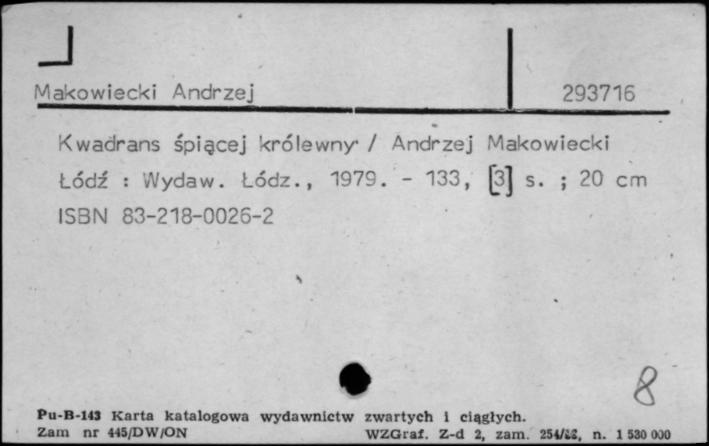 Makowiecki Andrzej 293716
Kwadrans śpiącej królewny / Andrzej Makowiecki
Łódź : Wydaw. Łódz., 1979. - 133, [3] s. ; 20 cm
ISBN 83-218-0026-2
8
Pu-B-143 Karta katalogowa wydawnictw zwartych i ciągłych.
Zam nr 445/DW/ON WZGraf. Z-d 2, zam. n. 1 530 000